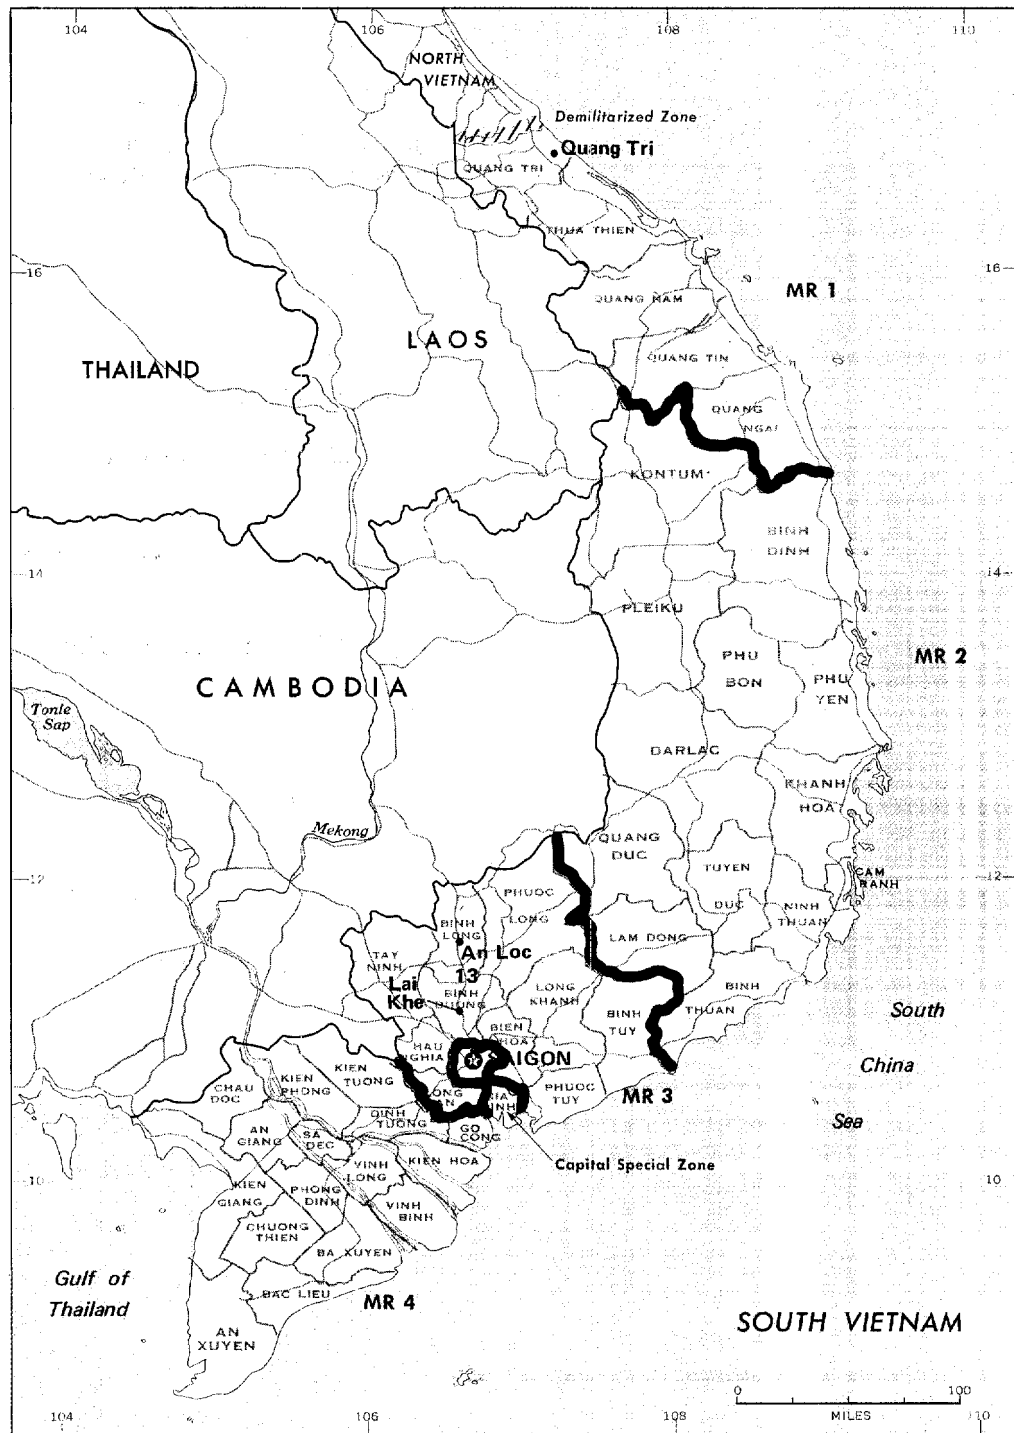 104
106
108
110
NORTH
VIETNAM
Demilitarized Zone
Quang Tri
QUANG TRI
THUA THIEN
16
16
QUANG NAM
MR 1
LAOS
THAILAND
QUANG TIN
QUANG
NGAI
KONTUM
BINH
DINH
14
14
PLEIKU
PHU
BON
MR 2
PHU
YEN
CAMBODIA
Tonle
Sap
DARLAC
KHANH
HOA
Mekong
QUANG
DUC
TUYEN
DUC
12
12
CAM
RANH
NINH
THUAN
PHUOC
LONG
BINH
LONG
LAM DONG
An Loc
TAY
NINH
13
Lai
Khe
BINH
DUONG
LONG
KHANH
BINH
THUAN
BINH
TUY
South
China
Sea
BIEN
HOA
HAU
NGHIA
SAIGON
KIEN
TUONG
KIEN
PHONG
CHAU
DOC
LONG
AN
GIA
DINH
PHUOC
TUY
MR 3
DINH
TUONG
GO
CONG
AN
GIANG
SA
DEC
VINH
LONG
KIEN HOA
Capital Special Zone
10
10
KIEN
GIANG
PHONG
DINH
VINH
BINH
CHUONG
THIEN
BA XUYEN
Gulf of
Thailand
BAC LIEU
MR 4
AN
XUYEN
SOUTH VIETNAM
0
100
MILES
104
106
108
110